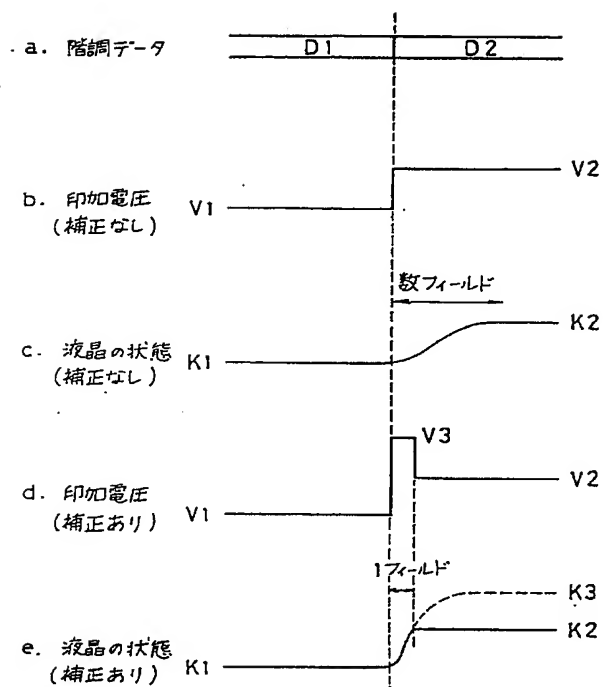 a. 階調データ D1 D2
b. 印加電圧 V1 V2
(補正なし)
数フィールド
c. 液晶の状態 K1 K2
(補正なし)
V3
d. 印加電圧 V1 V2
(補正あり)
1フィールド
K3
K2
e. 液晶の状態 K1
(補正あり)